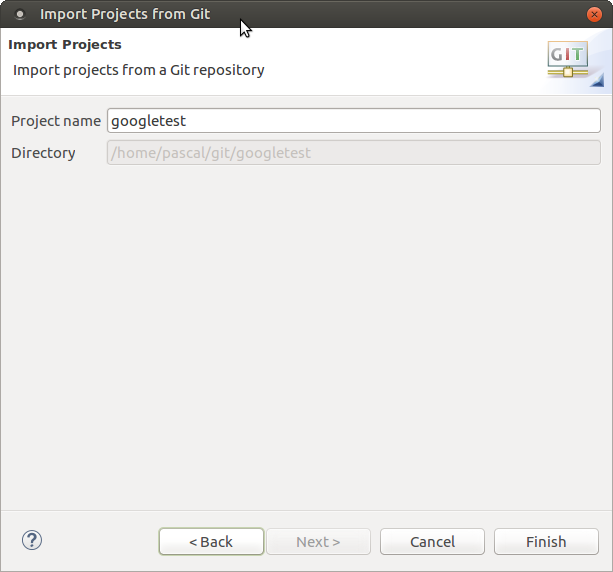 Import Projects from Git
Import Projects
Import projects from a Git repository
GIT
Project name googletest
Directory /home/pascal/git/googletest
? < Back Next > Cancel Finish